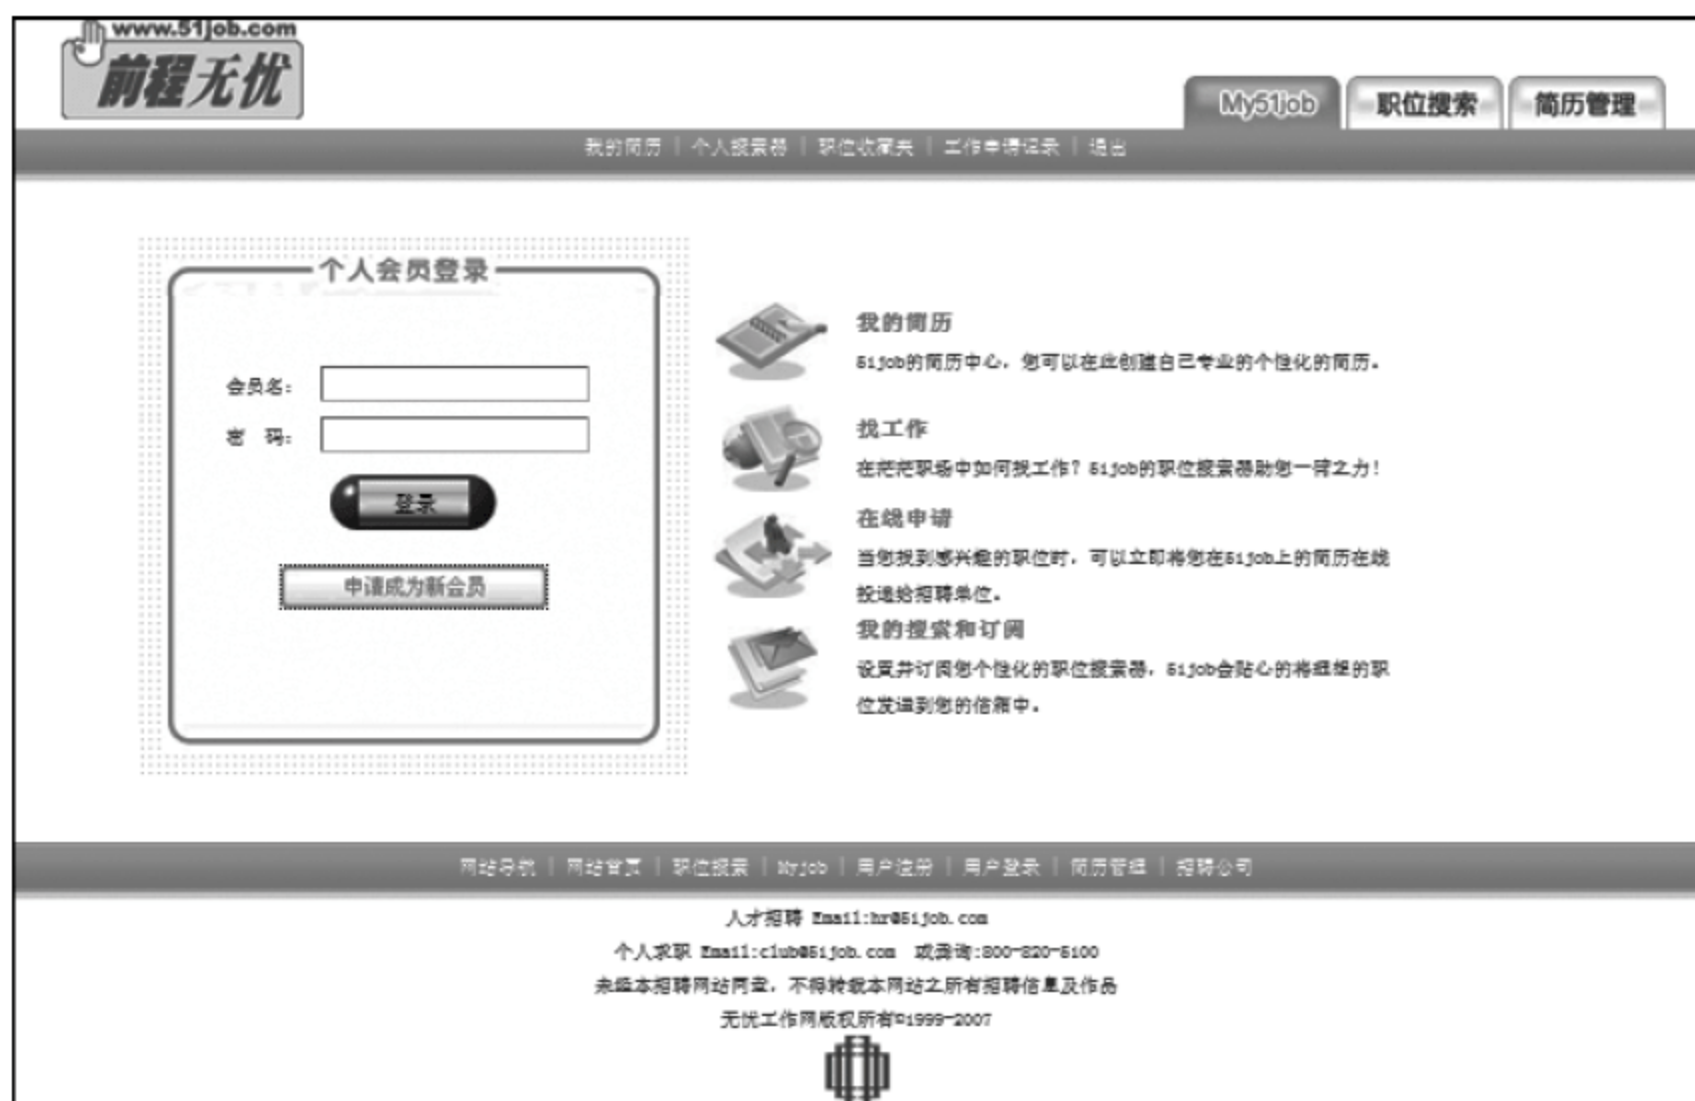 www.51job.com
前程无忧
My51job 职位搜索 简历管理
我的简历 | 个人搜索器 | 职位收藏夹 | 工作申请记录 | 退出
个人会员登录
会员名:
密 码:
登录
申请成为新会员
我的简历
51job的简历中心，您可以在此创建自己专业的个性化的简历。
找工作
在茫茫职场中如何找工作？51job的职位搜索器助您一臂之力！
在线申请
当您找到感兴趣的职位时，可以立即将您在51job上的简历在线
投递给招聘单位。
我的搜索和订阅
设置并订阅您个性化的职位搜索器，51job会贴心的将理想的职
位发送到您的信箱中。
网站导航 | 网站首页 | 职位搜索 | Myjob | 用户注册 | 用户登录 | 简历管理 | 招聘公司
人才招聘 Email:hr@51job.com
个人求职 Email:club@51job.com 或垂询:800-820-5100
未经本招聘网站同意，不得转载本网站之所有招聘信息及作品
无忧工作网版权所有©1999-2007